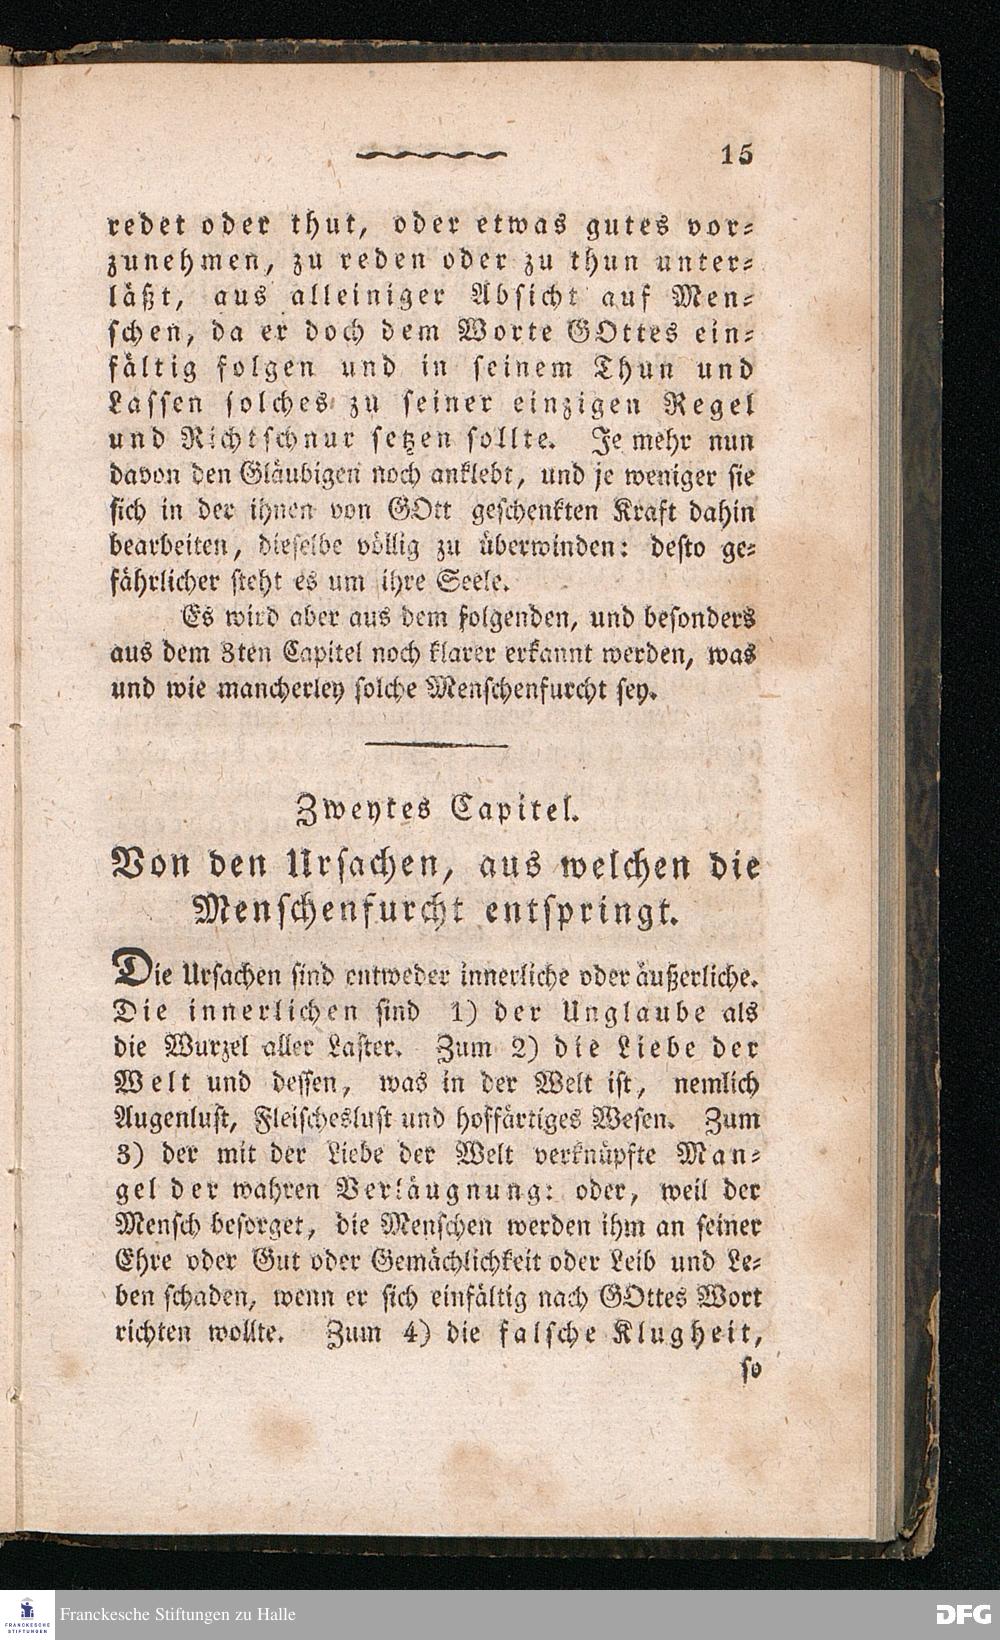 15
redet oder thut, oder etwas gutes vor-
zunehmen, zu reden oder zu thun unter-
läßt, aus alleiniger Absicht auf Men-
schen, da er doch dem Worte GOttes ein-
fältig folgen und in seinem Thun und
Lassen solches zu seiner einzigen Regel
und Richtschnur setzen sollte. Je mehr nun
davon den Gläubigen noch anklebt, und je weniger sie
sich in der ihnen von GOtt geschenkten Kraft dahin
bearbeiten, dieselbe völlig zu überwinden: desto ge-
fährlicher steht es um ihre Seele.
Es wird aber aus dem folgenden, und besonders
aus dem 3ten Capitel noch klarer erkannt werden, was
und wie mancherley solche Menschenfurcht sey.
Zweytes Capitel.
Von den Ursachen, aus welchen die
Menschenfurcht entspringt.
Die Ursachen sind entweder innerliche oder äußerliche.
Die innerlichen sind 1) der Unglaube als
die Wurzel aller Laster. Zum 2) die Liebe der
Welt und dessen, was in der Welt ist, nemlich
Augenlust, Fleischeslust und hoffärtiges Wesen. Zum
3) der mit der Liebe der Welt verknüpfte Man-
gel der wahren Verläugnung: oder, weil der
Mensch besorget, die Menschen werden ihm an seiner
Ehre oder Gut oder Gemächlichkeit oder Leib und Le-
ben schaden, wenn er sich einfältig nach GOttes Wort
richten wollte. Zum 4) die falsche Klugheit,
so
FRANCKESCHE
STIFTUNGEN
Franckesche Stiftungen zu Halle
DFG